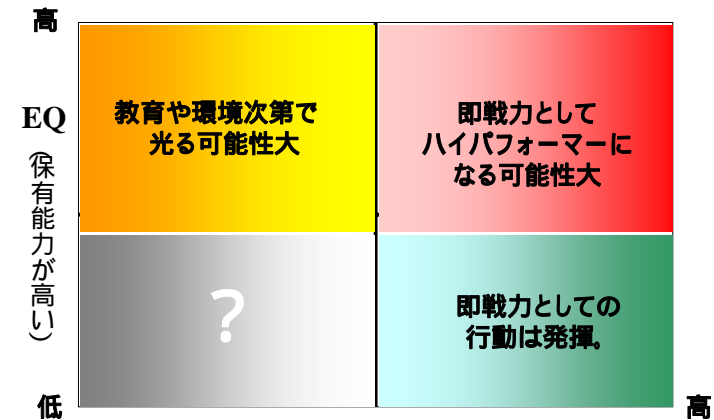 高
EQ
（保有能力が高い）
教育や環境次第で
光る可能性大
即戦力として
ハイパフォーマーに
なる可能性大
？
即戦力としての
行動は発揮。
低
高